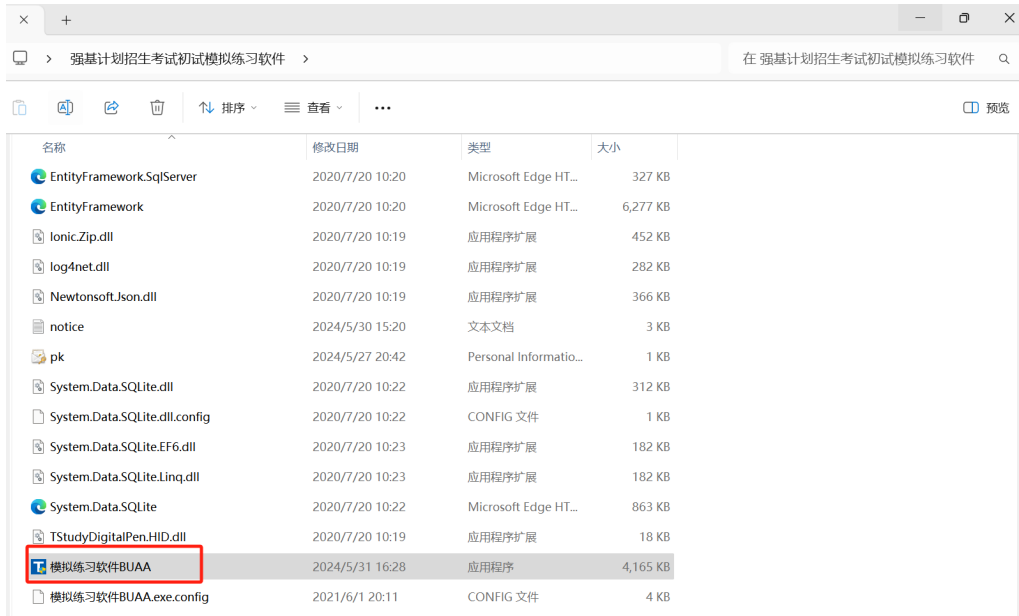 强基计划招生考试初试模拟练习软件
在 强基计划招生考试初试模拟练习软件
排序 查看 预览
名称 修改日期 类型 大小
EntityFramework.SqlServer 2020/7/20 10:20 Microsoft Edge HT... 327 KB
EntityFramework 2020/7/20 10:20 Microsoft Edge HT... 6,277 KB
Ionic.Zip.dll 2020/7/20 10:19 应用程序扩展 452 KB
log4net.dll 2020/7/20 10:19 应用程序扩展 282 KB
Newtonsoft.Json.dll 2020/7/20 10:19 应用程序扩展 366 KB
notice 2024/5/30 15:20 文本文档 3 KB
pk 2024/5/27 20:42 Personal Informatio... 1 KB
System.Data.SQLite.dll 2020/7/20 10:22 应用程序扩展 312 KB
System.Data.SQLite.dll.config 2020/7/20 10:22 CONFIG 文件 1 KB
System.Data.SQLite.EF6.dll 2020/7/20 10:23 应用程序扩展 182 KB
System.Data.SQLite.Linq.dll 2020/7/20 10:23 应用程序扩展 182 KB
System.Data.SQLite 2020/7/20 10:22 Microsoft Edge HT... 863 KB
TStudyDigitalPen.HID.dll 2020/7/20 10:19 应用程序扩展 18 KB
模拟练习软件BUAA 2024/5/31 16:28 应用程序 4,165 KB
模拟练习软件BUAA.exe.config 2021/6/1 20:11 CONFIG 文件 4 KB